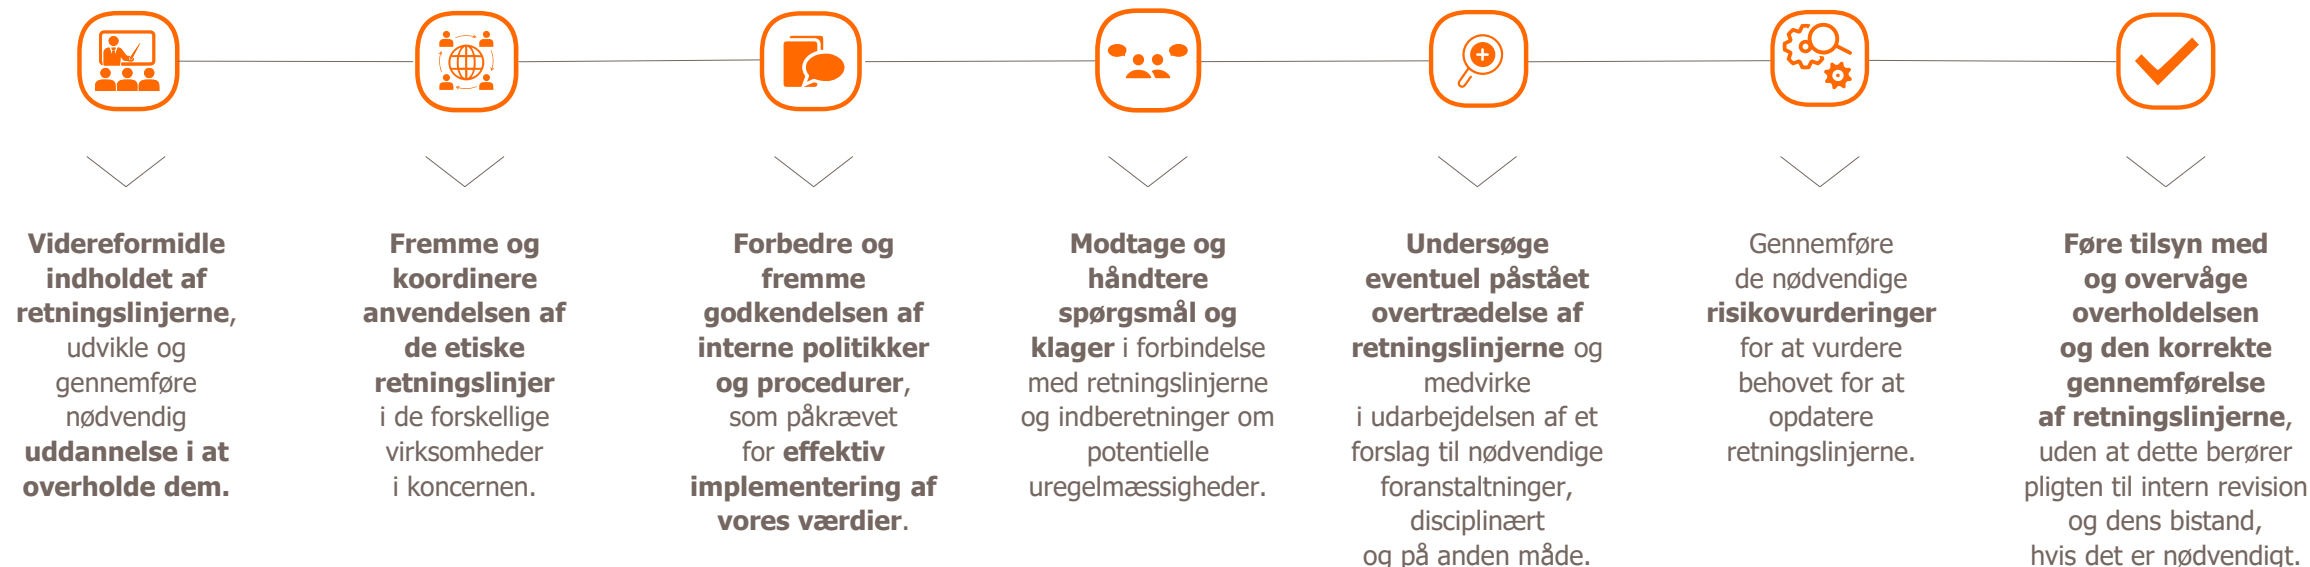 Videreformidle
indholdet af
retningslinjerne,
udvikle og
gennemføre
nødvendig
uddannelse i at
overholde dem.
Fremme og
koordinere
anvendelsen af
de etiske
retningslinjer
i de forskellige
virksomheder
i koncernen.
Forbedre og
fremme
godkendelsen af
interne politikker
og procedurer,
som påkrævet
for effektiv
implementering af
vores værdier.
Modtage og
håndtere
spørgsmål og
klager i forbindelse
med retningslinjerne
og indberetninger om
potentielle
uregelmæssigheder.
Undersøge
eventuel påstået
overtrædelse af
retningslinjerne og
medvirke
i udarbejdelsen af et
forslag til nødvendige
foranstaltninger,
disciplinært
og på anden måde.
Gennemføre
de nødvendige
risikovurderinger
for at vurdere
behovet for at
opdatere
retningslinjerne.
Føre tilsyn med
og overvåge
overholdelsen
og den korrekte
gennemførelse
af retningslinjerne,
uden at dette berører
pligten til intern revision
og dens bistand,
hvis det er nødvendigt.